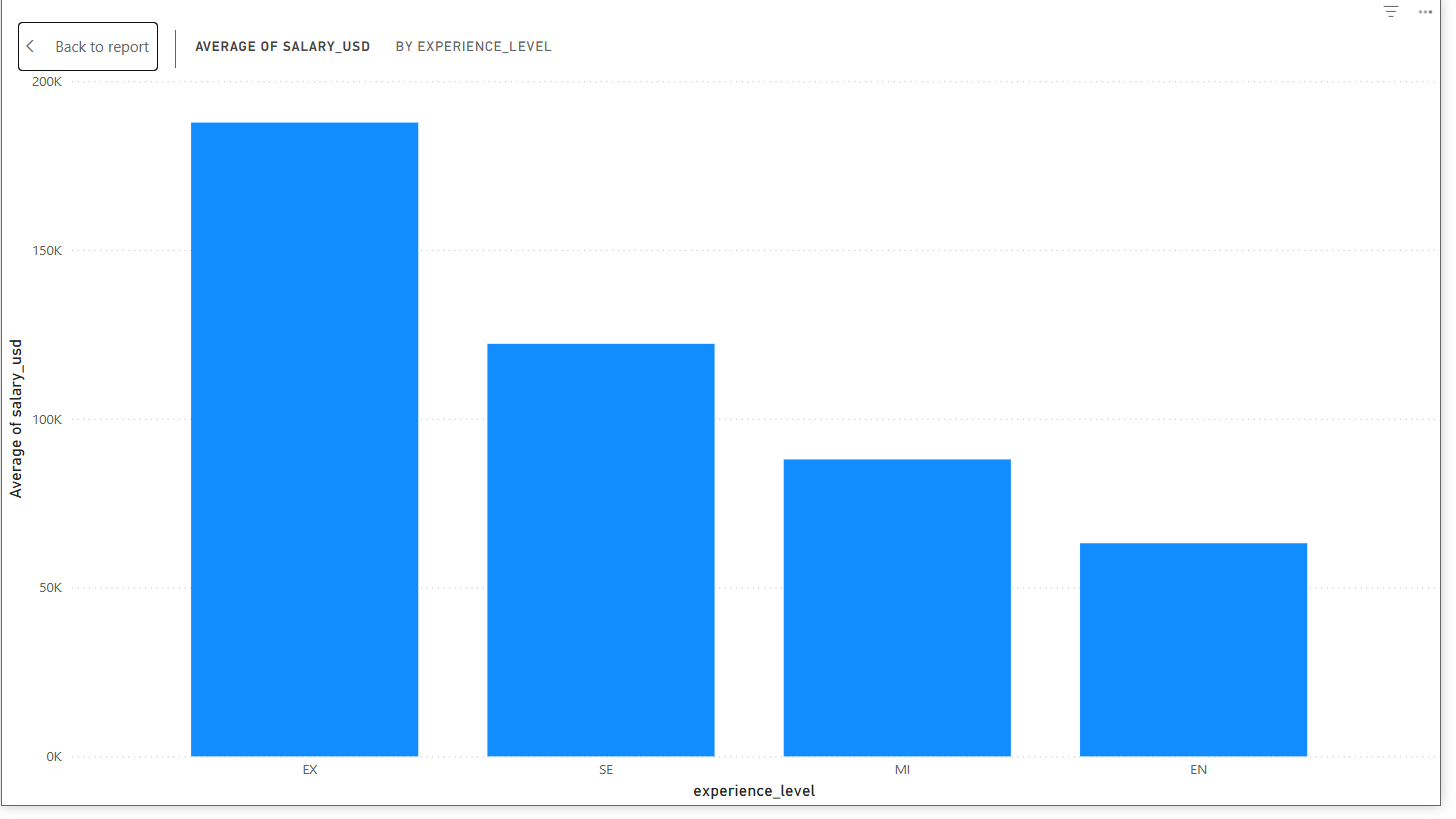 Back to report
AVERAGE OF SALARY_USD BY EXPERIENCE_LEVEL
200K
150K
100K
50K
0K
Average of salary_usd
EX SE MI EN
experience_level